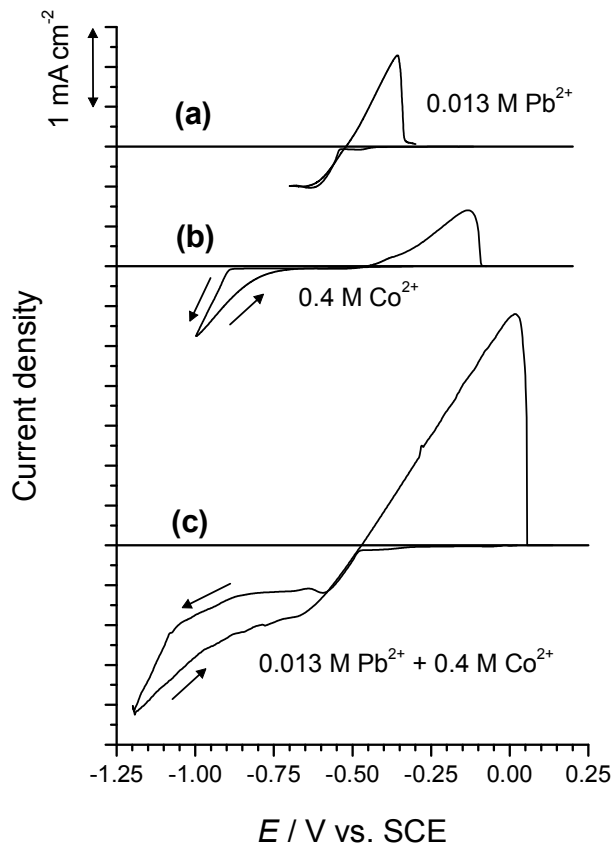 1 mA cm⁻²
(a)
0.013 M Pb²⁺
(b)
0.4 M Co²⁺
Current density
(c)
0.013 M Pb²⁺ + 0.4 M Co²⁺
-1.25 -1.00 -0.75 -0.50 -0.25 0.00 0.25
E / V vs. SCE